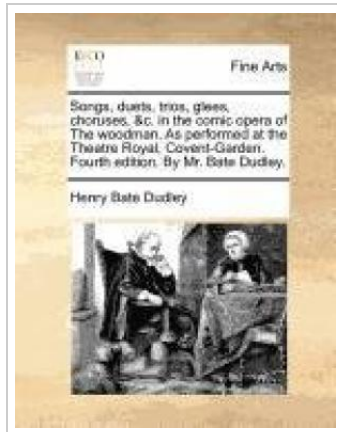 ECCO
Fine Arts
Songs, duets, trios, glees,
choruses, &c. in the comic opera of
The woodman. As performed at the
Theatre Royal, Covent-Garden.
Fourth edition. By Mr. Bate Dudley.
Henry Bate Dudley